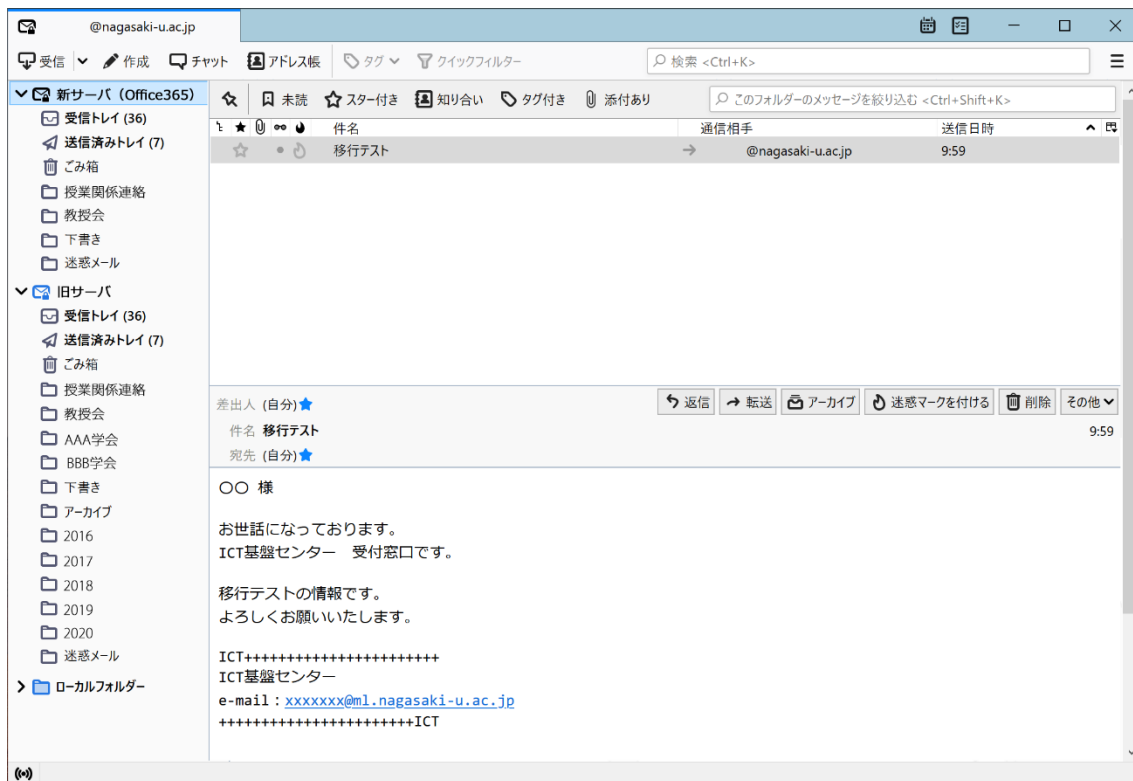 @nagasaki-u.ac.jp
受信 作成 チャット アドレス帳 タグ クイックフィルター 検索 <Ctrl+K>
新サーバ（Office365）
受信トレイ (36)
送信済みトレイ (7)
ごみ箱
授業関係連絡
教授会
下書き
迷惑メール
旧サーバ
受信トレイ (36)
送信済みトレイ (7)
ごみ箱
授業関係連絡
教授会
AAA学会
BBB学会
下書き
アーカイブ
2016
2017
2018
2019
2020
迷惑メール
ローカルフォルダー
未読 スター付き 知り合い タグ付き 添付あり このフォルダーのメッセージを絞り込む <Ctrl+Shift+K>
件名 通信相手 送信日時
移行テスト → @nagasaki-u.ac.jp 9:59
差出人 (自分) 返信 転送 アーカイブ 迷惑マークを付ける 削除 その他
件名 移行テスト 9:59
宛先 (自分)
〇〇 様
お世話になっております。
ICT基盤センター　受付窓口です。
移行テストの情報です。
よろしくお願いいたします。
ICT+++++++++++++++++++++++
ICT基盤センター
e-mail：xxxxxxx@ml.nagasaki-u.ac.jp
+++++++++++++++++++++++ICT